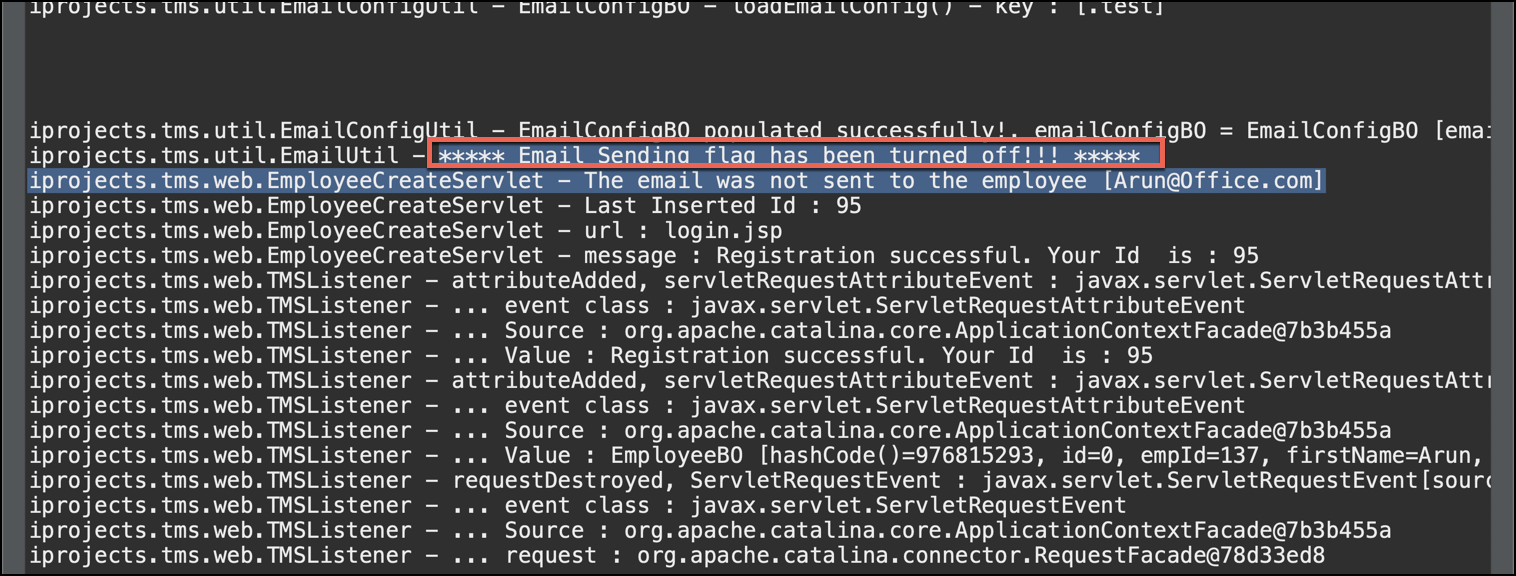 iprojects.tms.util.EmailConfigUtil - EmailConfigBO - loadEmailConfig() - key : [.test]
iprojects.tms.util.EmailConfigUtil - EmailConfigBO populated successfully!. emailConfigBO = EmailConfigBO [emai
iprojects.tms.util.EmailUtil - ***** Email Sending flag has been turned off!!! *****
iprojects.tms.web.EmployeeCreateServlet - The email was not sent to the employee [Arun@Office.com]
iprojects.tms.web.EmployeeCreateServlet - Last Inserted Id : 95
iprojects.tms.web.EmployeeCreateServlet - url : login.jsp
iprojects.tms.web.EmployeeCreateServlet - message : Registration successful. Your Id  is : 95
iprojects.tms.web.TMSListener - attributeAdded, servletRequestAttributeEvent : javax.servlet.ServletRequestAttr
iprojects.tms.web.TMSListener - ... event class : javax.servlet.ServletRequestAttributeEvent
iprojects.tms.web.TMSListener - ... Source : org.apache.catalina.core.ApplicationContextFacade@7b3b455a
iprojects.tms.web.TMSListener - ... Value : Registration successful. Your Id  is : 95
iprojects.tms.web.TMSListener - attributeAdded, servletRequestAttributeEvent : javax.servlet.ServletRequestAttr
iprojects.tms.web.TMSListener - ... event class : javax.servlet.ServletRequestAttributeEvent
iprojects.tms.web.TMSListener - ... Source : org.apache.catalina.core.ApplicationContextFacade@7b3b455a
iprojects.tms.web.TMSListener - ... Value : EmployeeBO [hashCode()=976815293, id=0, empId=137, firstName=Arun,
iprojects.tms.web.TMSListener - requestDestroyed, ServletRequestEvent : javax.servlet.ServletRequestEvent[sourc
iprojects.tms.web.TMSListener - ... event class : javax.servlet.ServletRequestEvent
iprojects.tms.web.TMSListener - ... Source : org.apache.catalina.core.ApplicationContextFacade@7b3b455a
iprojects.tms.web.TMSListener - ... request : org.apache.catalina.connector.RequestFacade@78d33ed8